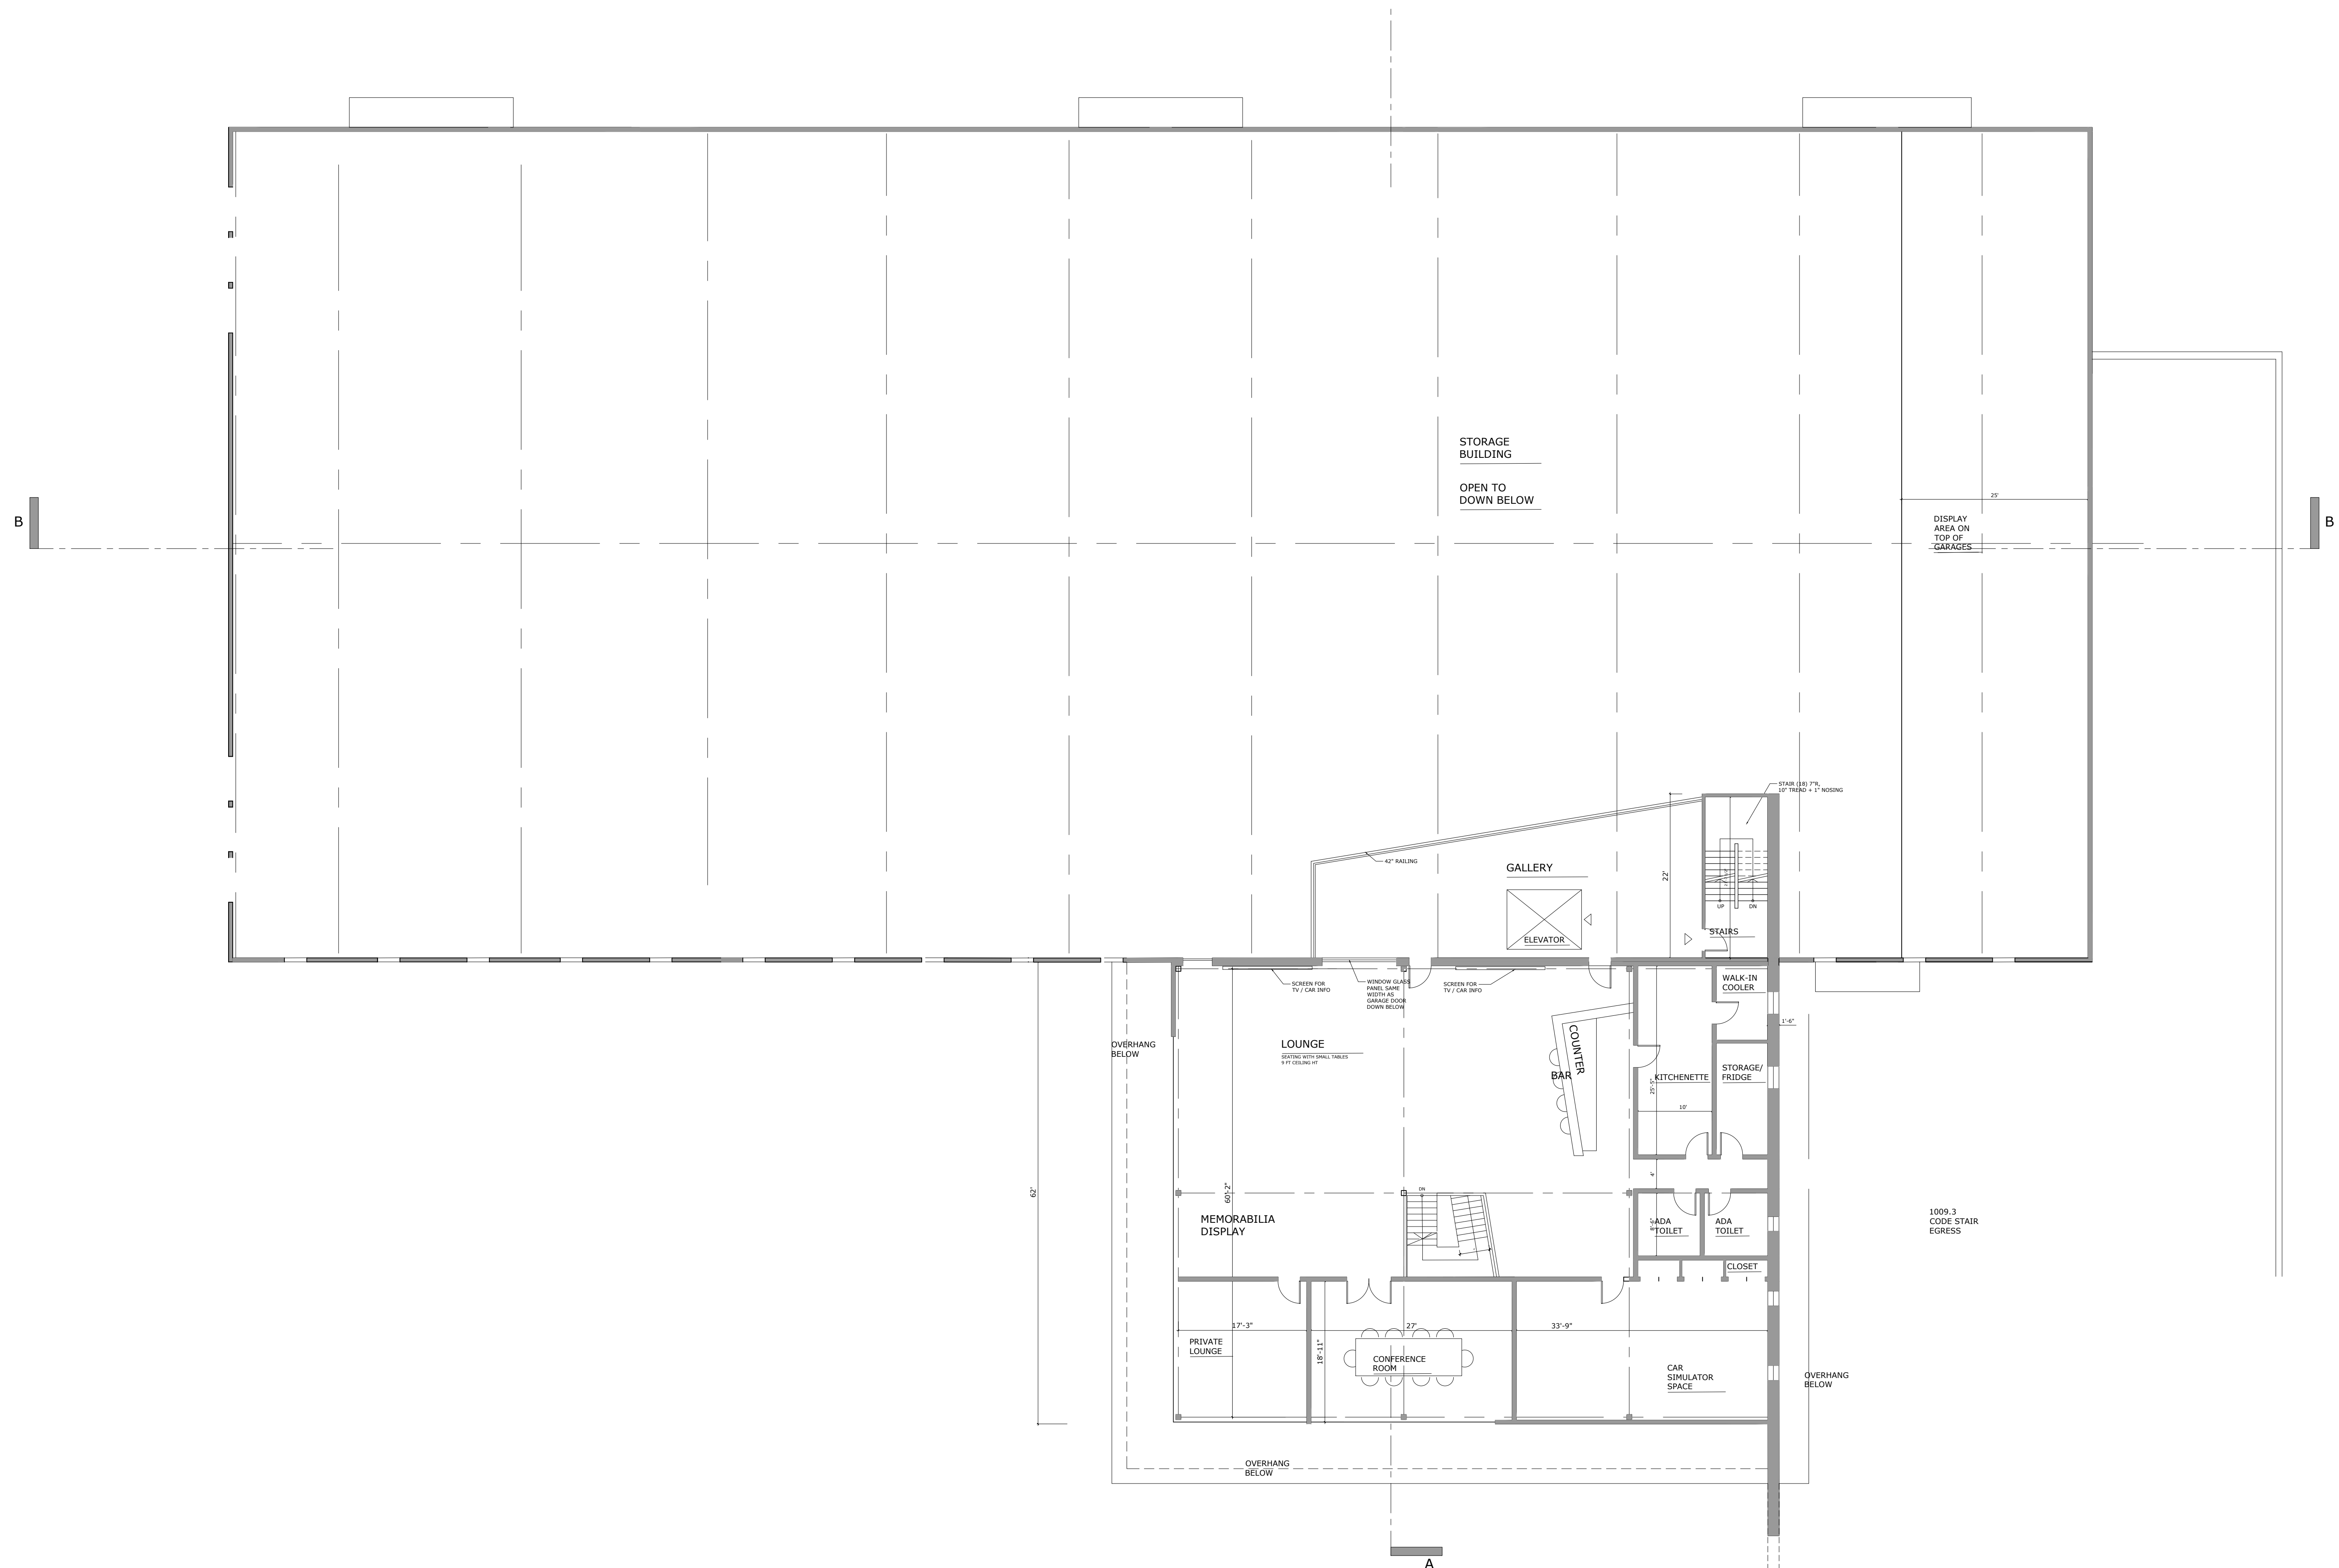 STORAGE
BUILDING
OPEN TO
DOWN BELOW
25'
B
B
DISPLAY
AREA ON
TOP OF
GARAGES
STAIR (18) 7"R,
10" TREAD + 1" NOSING
42" RAILING
GALLERY
22'
UP
DN
STAIRS
ELEVATOR
SCREEN FOR
TV / CAR INFO
WINDOW GLASS
PANEL SAME
WIDTH AS
GARAGE DOOR
DOWN BELOW
SCREEN FOR
TV / CAR INFO
WALK-IN
COOLER
1'-6"
OVERHANG
BELOW
LOUNGE
SEATING WITH SMALL TABLES
9 FT CEILING HT
COUNTER
BAR
KITCHENETTE
STORAGE/
FRIDGE
25'-5"
10'
4'
62'
60'-2"
DN
MEMORABILIA
DISPLAY
ADA
TOILET
ADA
TOILET
1009.3
CODE STAIR
EGRESS
CLOSET
17'-3"
27'
33'-9"
18'-11"
PRIVATE
LOUNGE
CONFERENCE
ROOM
CAR
SIMULATOR
SPACE
OVERHANG
BELOW
OVERHANG
BELOW
A